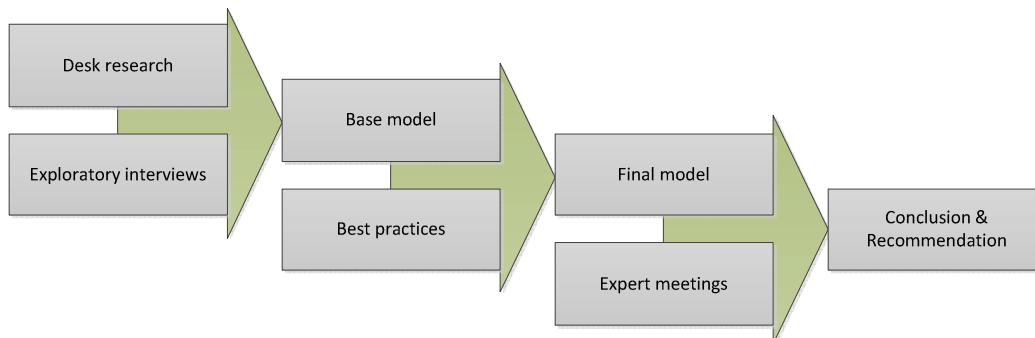 Desk research
Exploratory interviews
Base model
Best practices
Final model
Expert meetings
Conclusion &
Recommendation